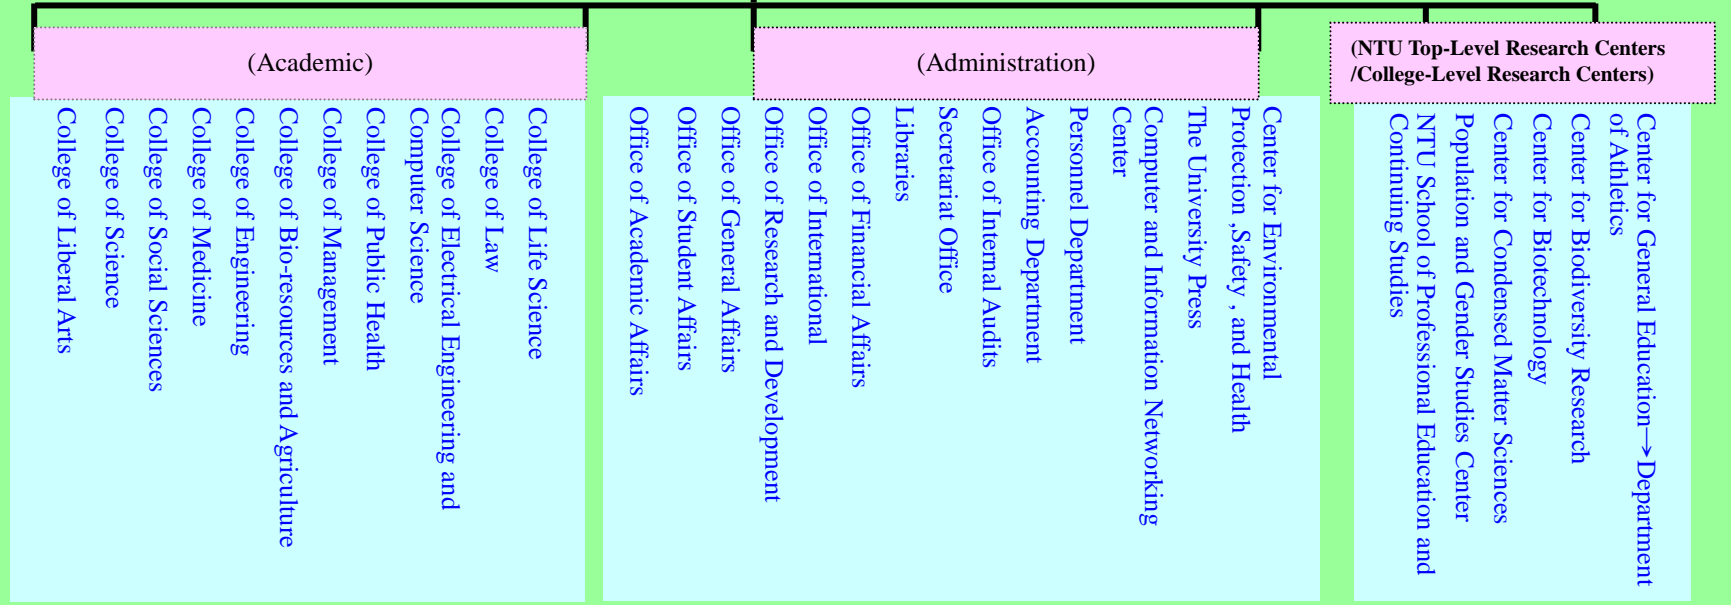 (Academic)
College of Liberal Arts
College of Science
College of Social Sciences
College of Medicine
College of Engineering
College of Bio-resources and Agriculture
College of Management
College of Public Health
College of Electrical Engineering and
Computer Science
College of Law
College of Life Science
(Administration)
Office of Academic Affairs
Office of Student Affairs
Office of General Affairs
Office of Research and Development
Office of International
Office of Financial Affairs
Libraries
Secretariat Office
Office of Internal Audits
Accounting Department
Personnel Department
Computer and Information Networking
Center
The University Press
Center for Environmental
Protection ,Safety , and Health
(NTU Top-Level Research Centers
/College-Level Research Centers)
NTU School of Professional Education and
Continuing Studies
Population and Gender Studies Center
Center for Condensed Matter Sciences
Center for Biotechnology
Center for Biodiversity Research
Center for General Education→Department
of Athletics